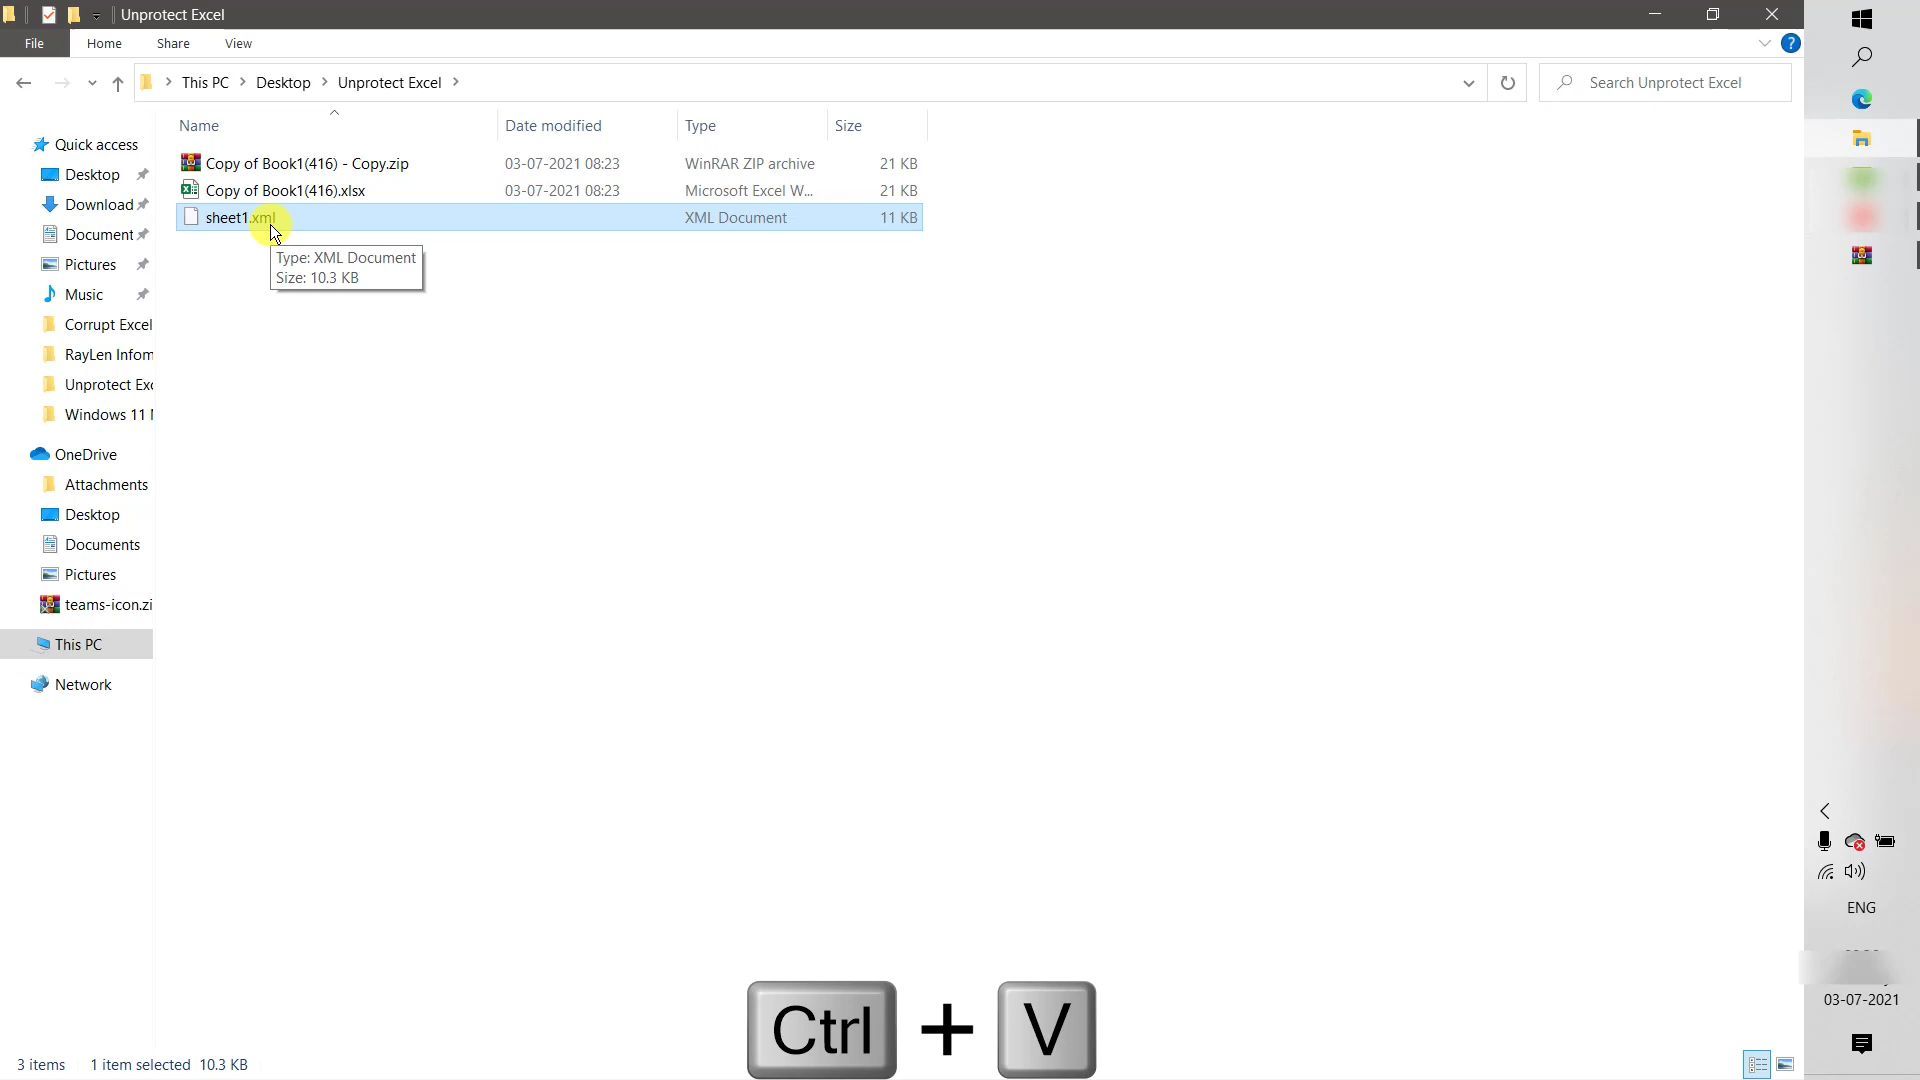 Unprotect Excel
File Home Share View
This PC > Desktop > Unprotect Excel >
Search Unprotect Excel
Name Date modified Type Size
Copy of Book1(416) - Copy.zip 03-07-2021 08:23 WinRAR ZIP archive 21 KB
Copy of Book1(416).xlsx 03-07-2021 08:23 Microsoft Excel W... 21 KB
sheet1.xml XML Document 11 KB
Type: XML Document
Size: 10.3 KB
Quick access
Desktop
Download
Document
Pictures
Music
Corrupt Excel
RayLen Infom
Unprotect Exc
Windows 11
OneDrive
Attachments
Desktop
Documents
Pictures
teams-icon.zi
This PC
Network
ENG
03-07-2021
Ctrl + V
3 items 1 item selected 10.3 KB